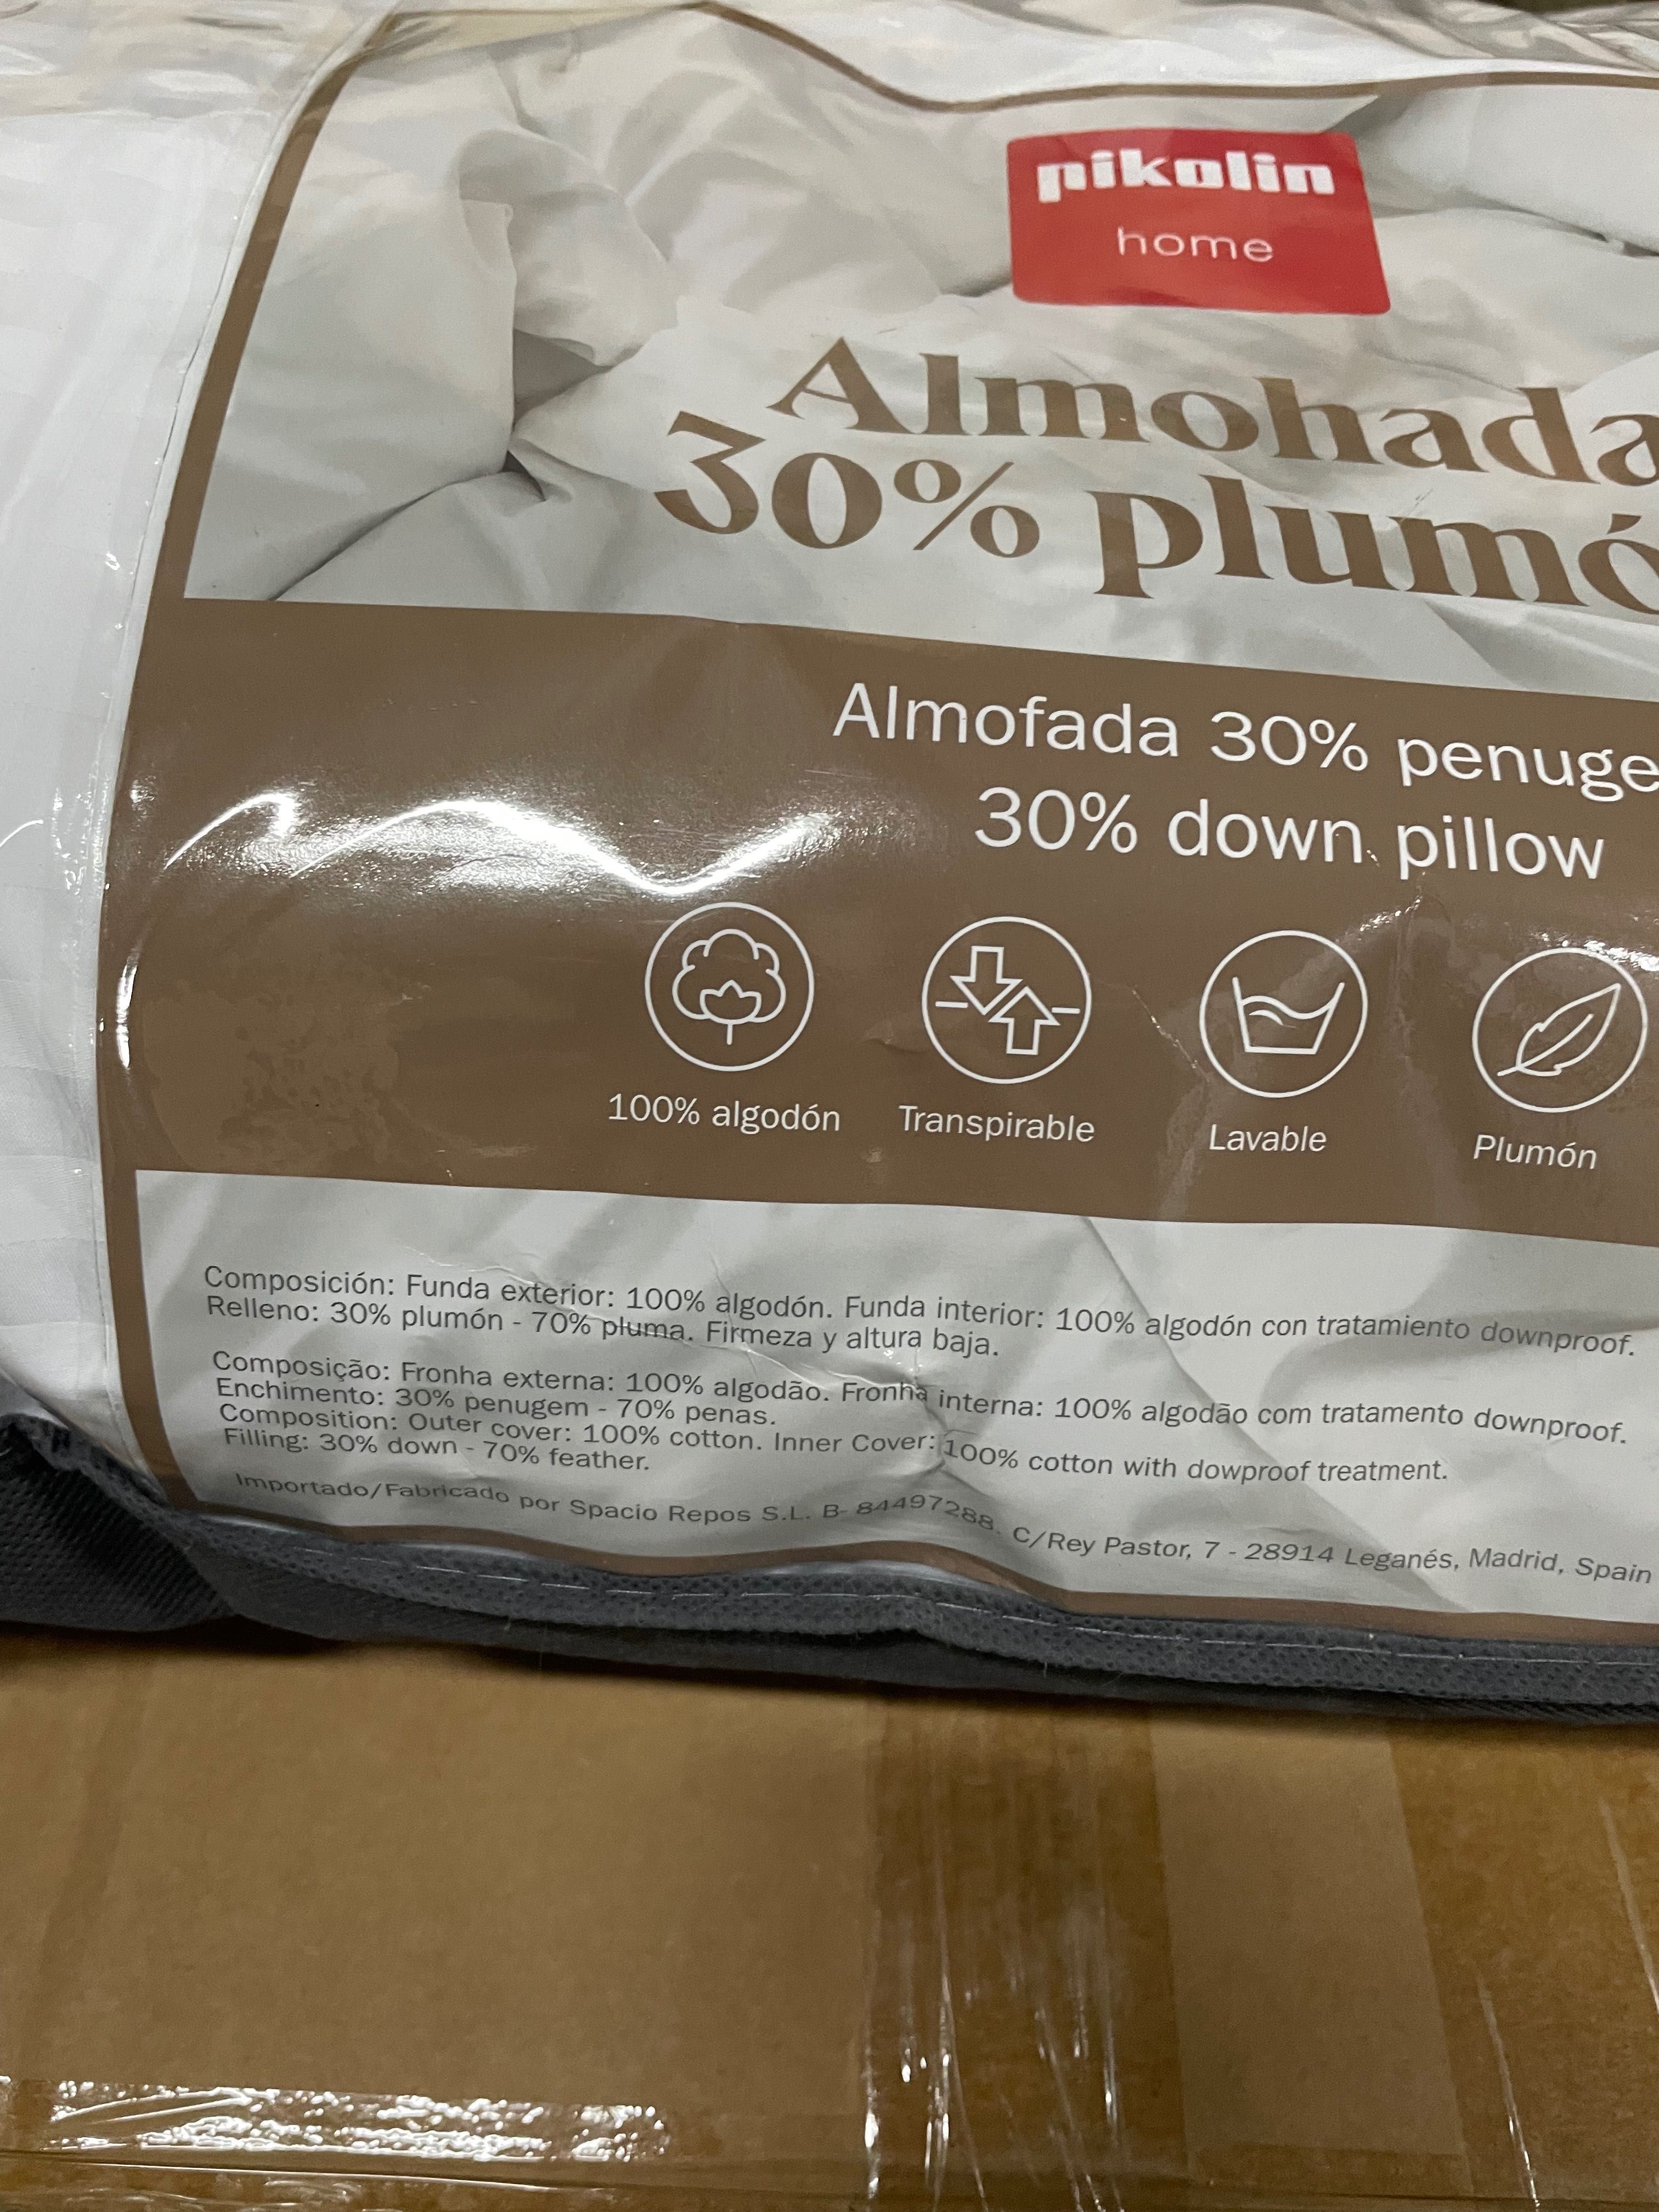 pikolin
home
Almohada
30% plumó
Almofada 30% penuge
30% down pillow
100% algodón
Transpirable
Lavable
Plumón
Composición: Funda exterior: 100% algodón. Funda interior: 100% algodón con tratamiento downproof.
Relleno: 30% plumón - 70% pluma. Firmeza y altura baja.
Composição: Fronha externa: 100% algodão. Fronha interna: 100% algodão com tratamento downproof.
Enchimento: 30% penugem - 70% penas.
Composition: Outer cover: 100% cotton. Inner Cover: 100% cotton with dowproof treatment.
Filling: 30% down - 70% feather.
Importado/Fabricado por Spacio Repos S.L. B- 84497288. C/Rey Pastor, 7 - 28914 Leganés, Madrid, Spain